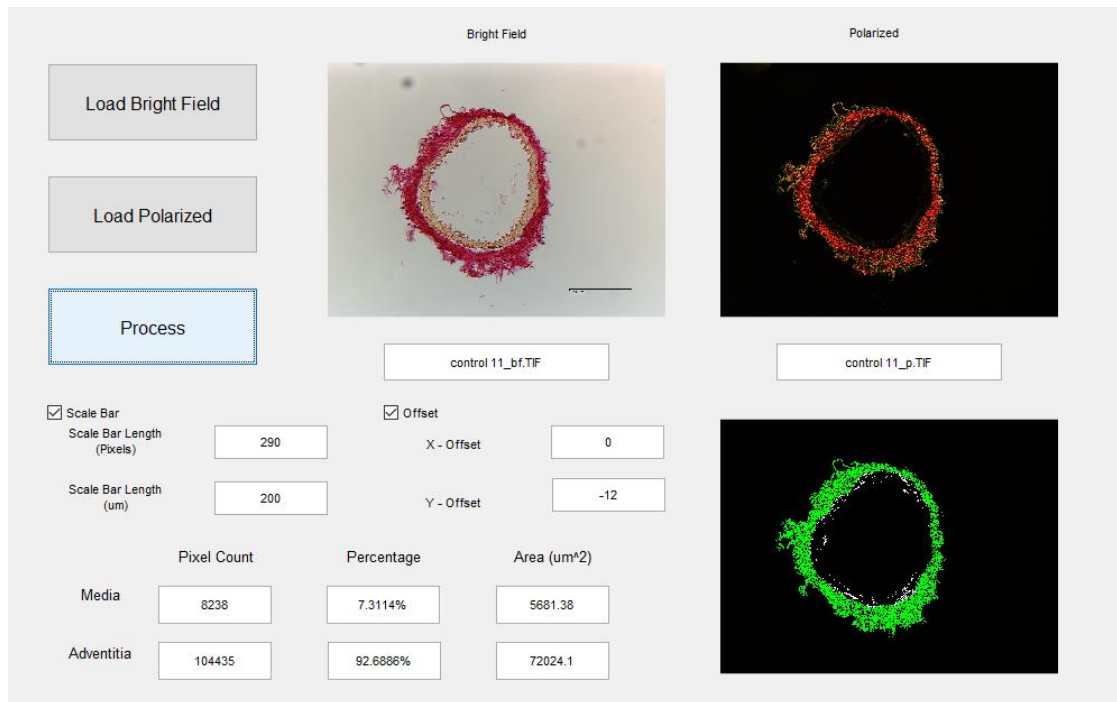 Bright Field
Polarized
Load Bright Field
Load Polarized
Process
control 11_bf.TIF
control 11_p.TIF
Scale Bar
Offset
Scale Bar Length
(Pixels)
290
X - Offset
0
Scale Bar Length
(um)
200
Y - Offset
-12
Pixel Count
Percentage
Area (um^2)
Media
8238
7.3114%
5681.38
Adventitia
104435
92.6886%
72024.1